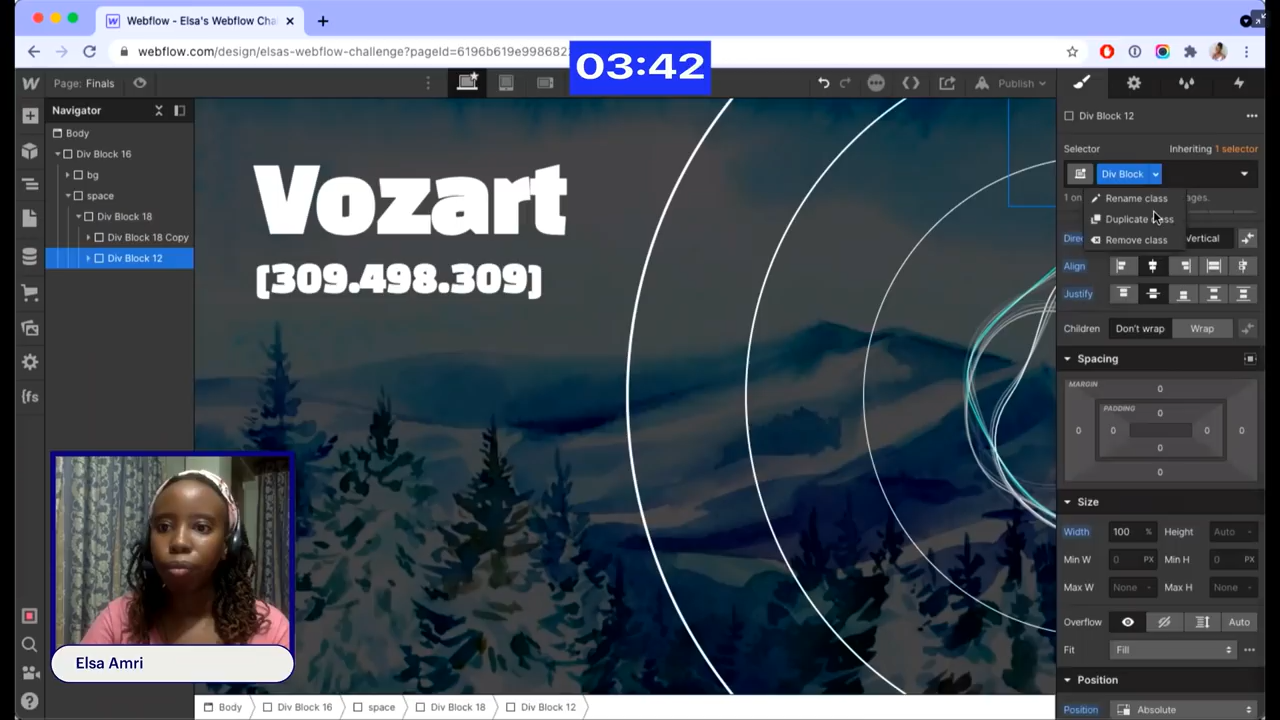 Webflow - Elsa's Webflow Cha
webflow.com/design/elsas-webflow-challenge?pageId=6196b619e998682
03:42
Page: Finals
Publish
Navigator
Body
Div Block 16
bg
space
Div Block 18
Div Block 18 Copy
Div Block 12
Vozart
[309.498.309]
Elsa Amri
Body
Div Block 16
space
Div Block 18
Div Block 12
Div Block 12
Selector
Inheriting 1 selector
Div Block
Rename class
Duplicate class
Remove class
1 on
ages.
Vertical
Align
Justify
Children
Don't wrap
Wrap
Spacing
MARGIN
0
PADDING
0
0
0
0
0
0
0
Size
Width
100 %
Height
Auto -
Min W
0 PX
Min H
0 PX
Max W
None -
Max H
None -
Overflow
Auto
Fit
Fill
Position
Position
Absolute
{fs